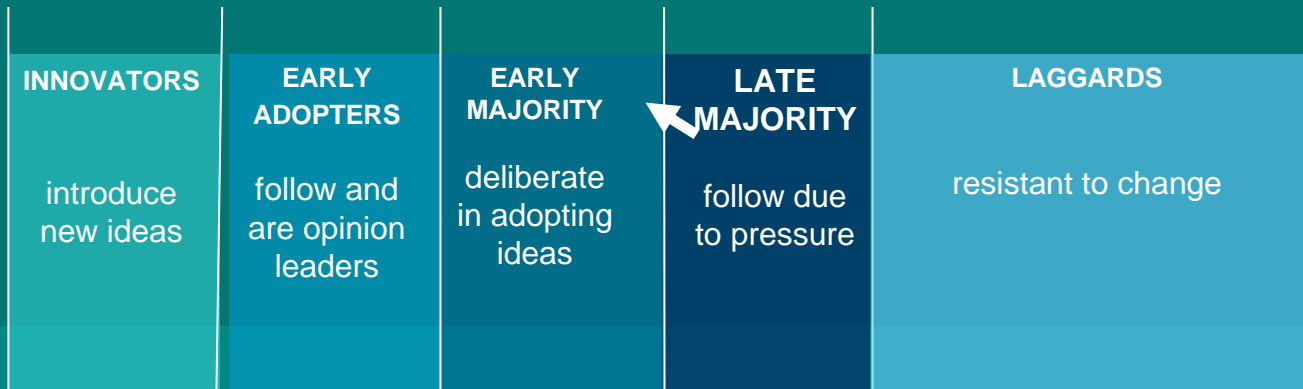 INNOVATORS
introduce
new ideas
EARLY
ADOPTERS
follow and
are opinion
leaders
EARLY
MAJORITY
deliberate
in adopting
ideas
LATE
MAJORITY
follow due
to pressure
LAGGARDS
resistant to change